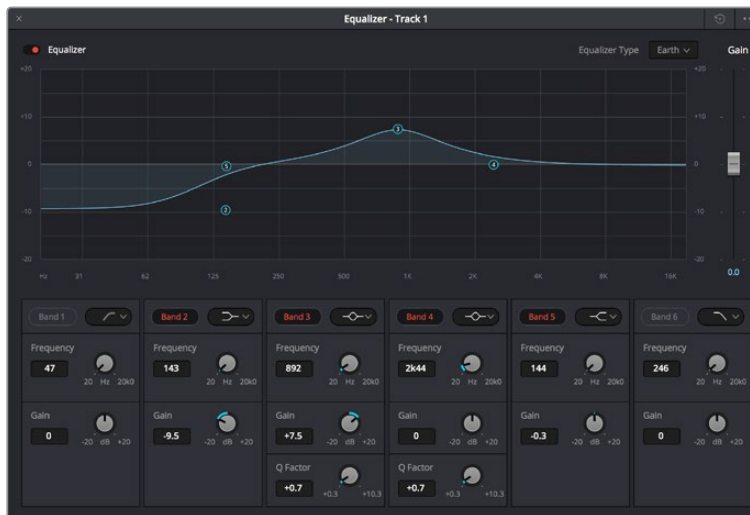 Equalizer - Track 1
Equalizer
Equalizer Type Earth Gain
+20 +20
+10 +10
0 0
-10 -10
-20 -20
5 3 4 2
Hz 31 62 125 250 500 1K 2K 4K 8K 16K
0.0
Band 1 Band 2 Band 3 Band 4 Band 5 Band 6
Frequency Frequency Frequency Frequency Frequency Frequency
47 143 892 2k44 144 246
20 Hz 20k0 20 Hz 20k0 20 Hz 20k0 20 Hz 20k0 20 Hz 20k0 20 Hz 20k0
Gain Gain Gain Gain Gain Gain
0 -9.5 +7.5 0 -0.3 0
-20 dB +20 -20 dB +20 -20 dB +20 -20 dB +20 -20 dB +20 -20 dB +20
Q Factor Q Factor
+0.7 +0.7
+0.3 +10.3 +0.3 +10.3